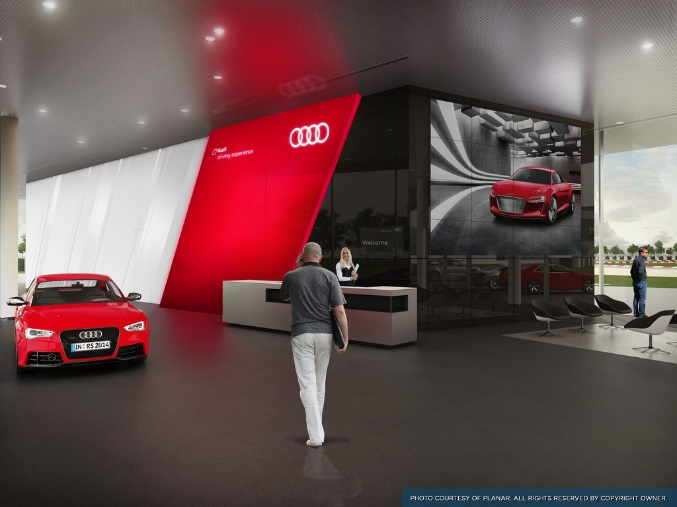 Audi
driving experience
Welcome
IN·RS 2014
PHOTO COURTESY OF PLANAR. ALL RIGHTS RESERVED BY COPYRIGHT OWNER.